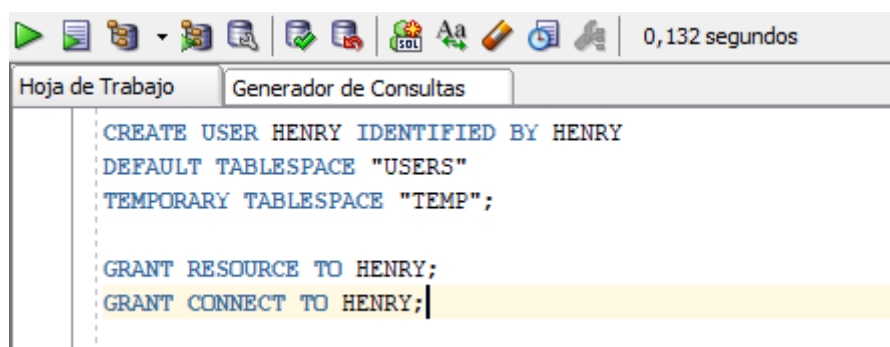 0,132 segundos
Hoja de Trabajo Generador de Consultas
CREATE USER HENRY IDENTIFIED BY HENRY
DEFAULT TABLESPACE "USERS"
TEMPORARY TABLESPACE "TEMP";
GRANT RESOURCE TO HENRY;
GRANT CONNECT TO HENRY;